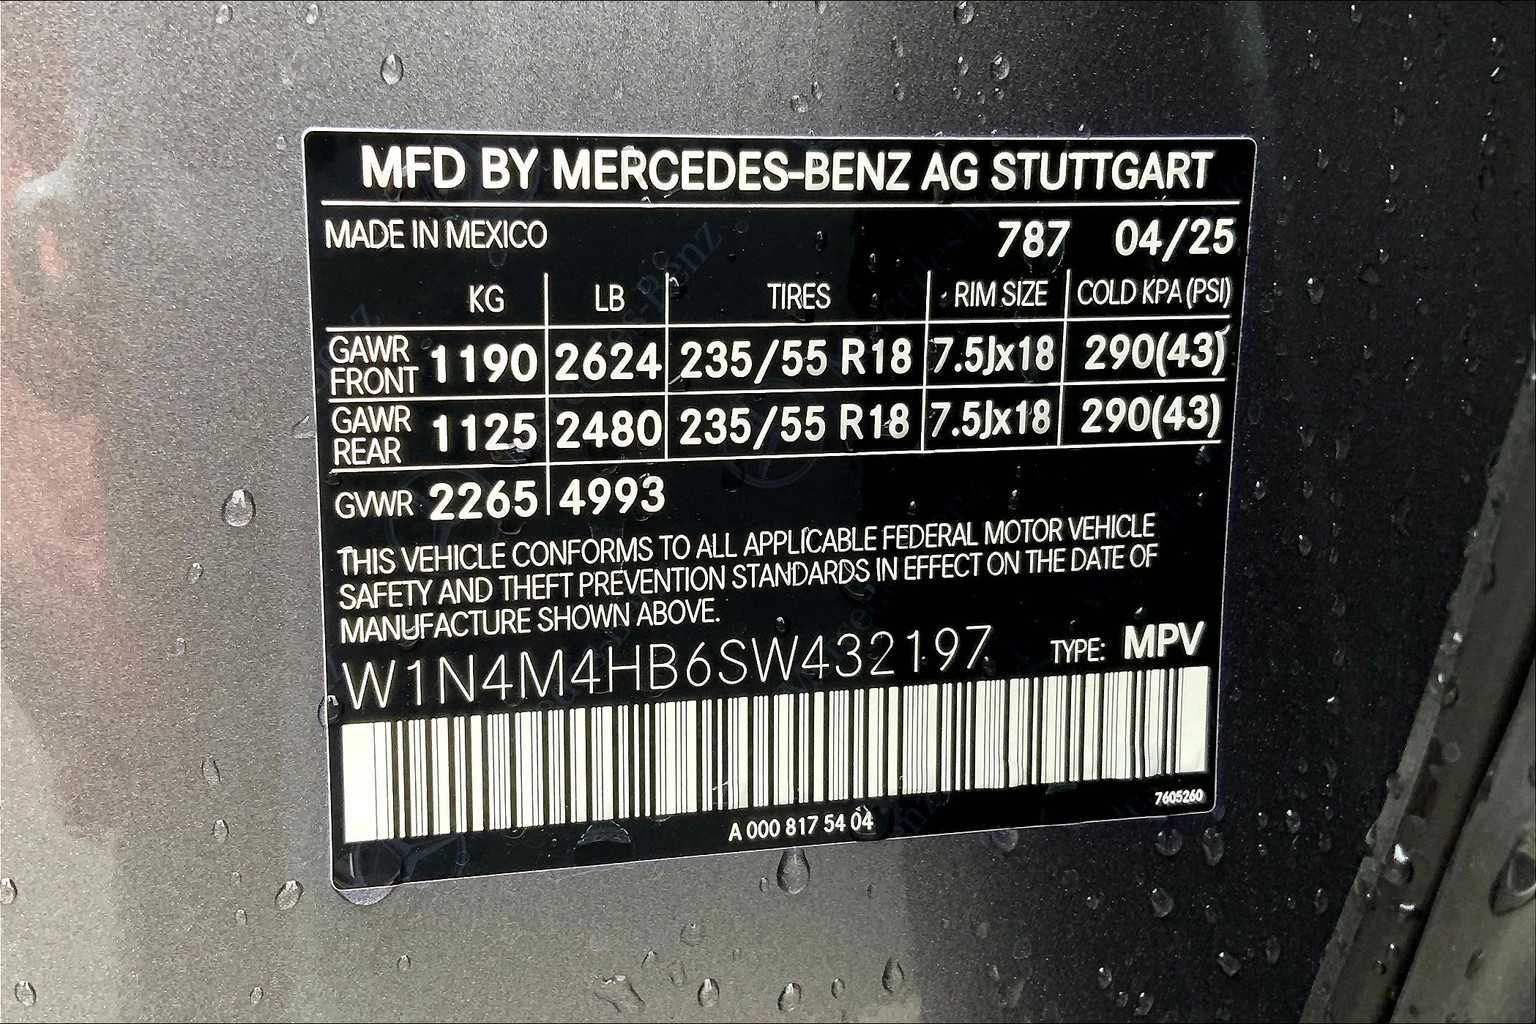 MFD BY MERCEDES-BENZ AG STUTTGART
MADE IN MEXICO 787 04/25
KG LB TIRES RIM SIZE COLD KPA (PSI)
GAWR FRONT 1190 2624 235/55 R18 7.5Jx18 290(43)
GAWR REAR 1125 2480 235/55 R18 7.5Jx18 290(43)
GVWR 2265 4993
THIS VEHICLE CONFORMS TO ALL APPLICABLE FEDERAL MOTOR VEHICLE
SAFETY AND THEFT PREVENTION STANDARDS IN EFFECT ON THE DATE OF
MANUFACTURE SHOWN ABOVE.
W1N4M4HB6SW432197 TYPE: MPV
7605260
A 000 817 54 04